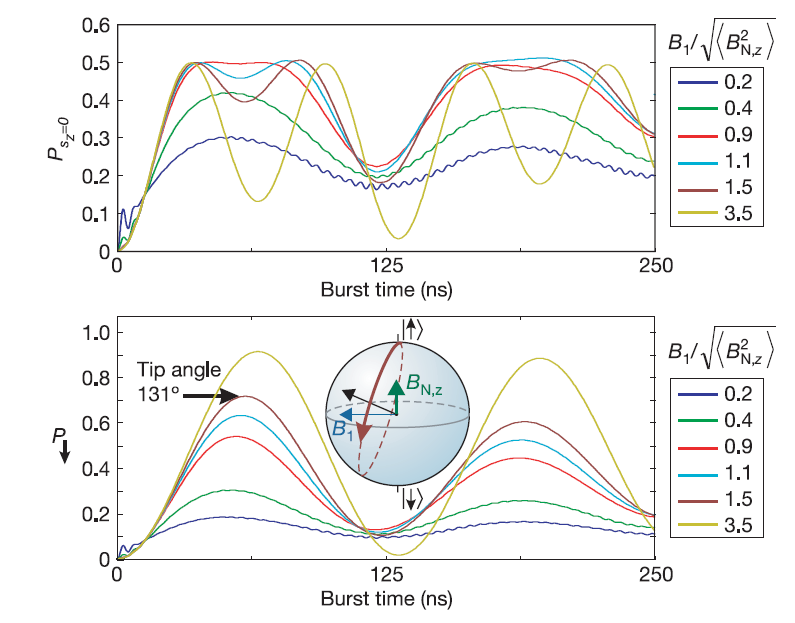 0.6
0.5
0.4
0.3
0.2
0.1
0
P_{s_z=0}
0 125 250
Burst time (ns)
B_1/√⟨B²_{N,z}⟩
0.2
0.4
0.9
1.1
1.5
3.5
1.0
0.8
0.6
0.4
0.2
0
P↓
Tip angle
131°
|↑⟩
B_{N,z}
B_1
|↓⟩
0 125 250
Burst time (ns)
B_1/√⟨B²_{N,z}⟩
0.2
0.4
0.9
1.1
1.5
3.5